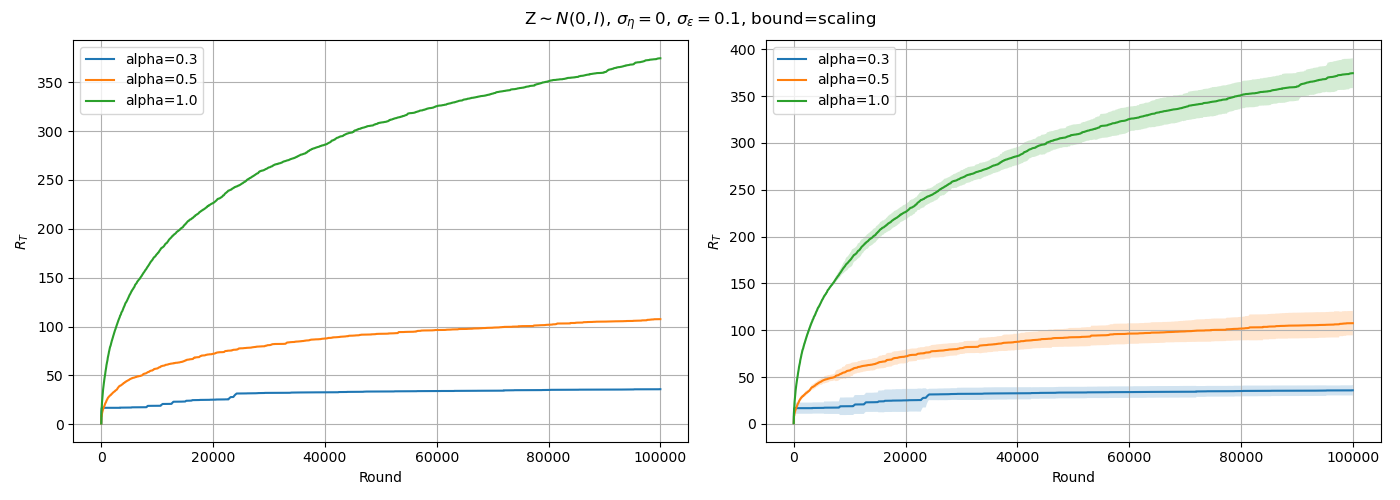 Z ~ N(0, I), σ_η = 0, σ_ε = 0.1, bound=scaling
alpha=0.3
alpha=0.5
alpha=1.0
350
300
250
200
150
100
50
0
R_T
0 20000 40000 60000 80000 100000
Round
alpha=0.3
alpha=0.5
alpha=1.0
400
350
300
250
200
150
100
50
0
R_T
0 20000 40000 60000 80000 100000
Round